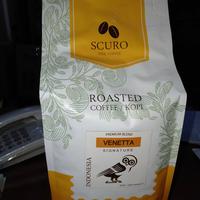 SCURO
ROASTED
COFFEE / KOPI
PREMIUM BLEND
VENETTA
SIGNATURE
INDONESIA